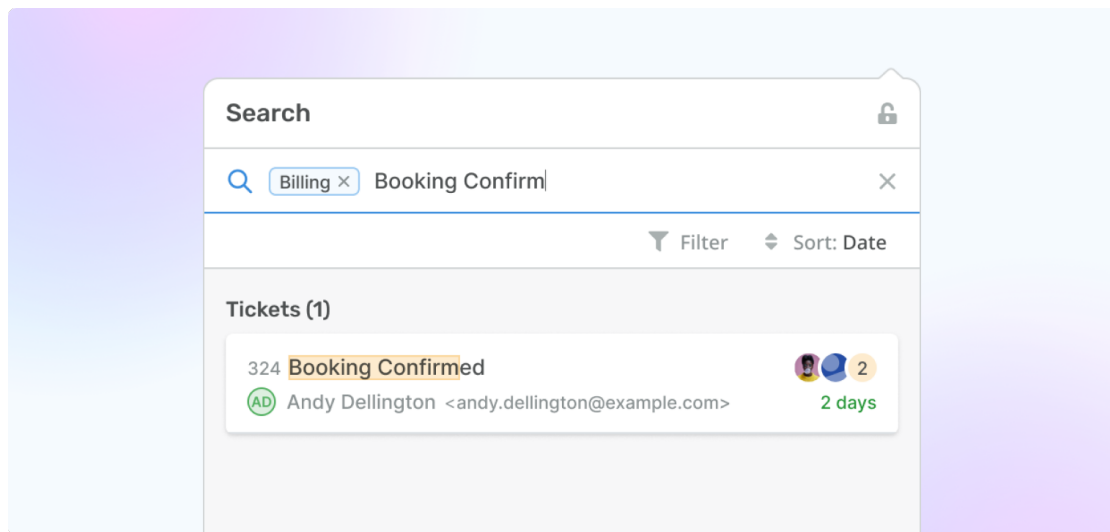 Search
Billing × Booking Confirm
Filter Sort: Date
Tickets (1)
324 Booking Confirmed 2
AD Andy Dellington <andy.dellington@example.com> 2 days